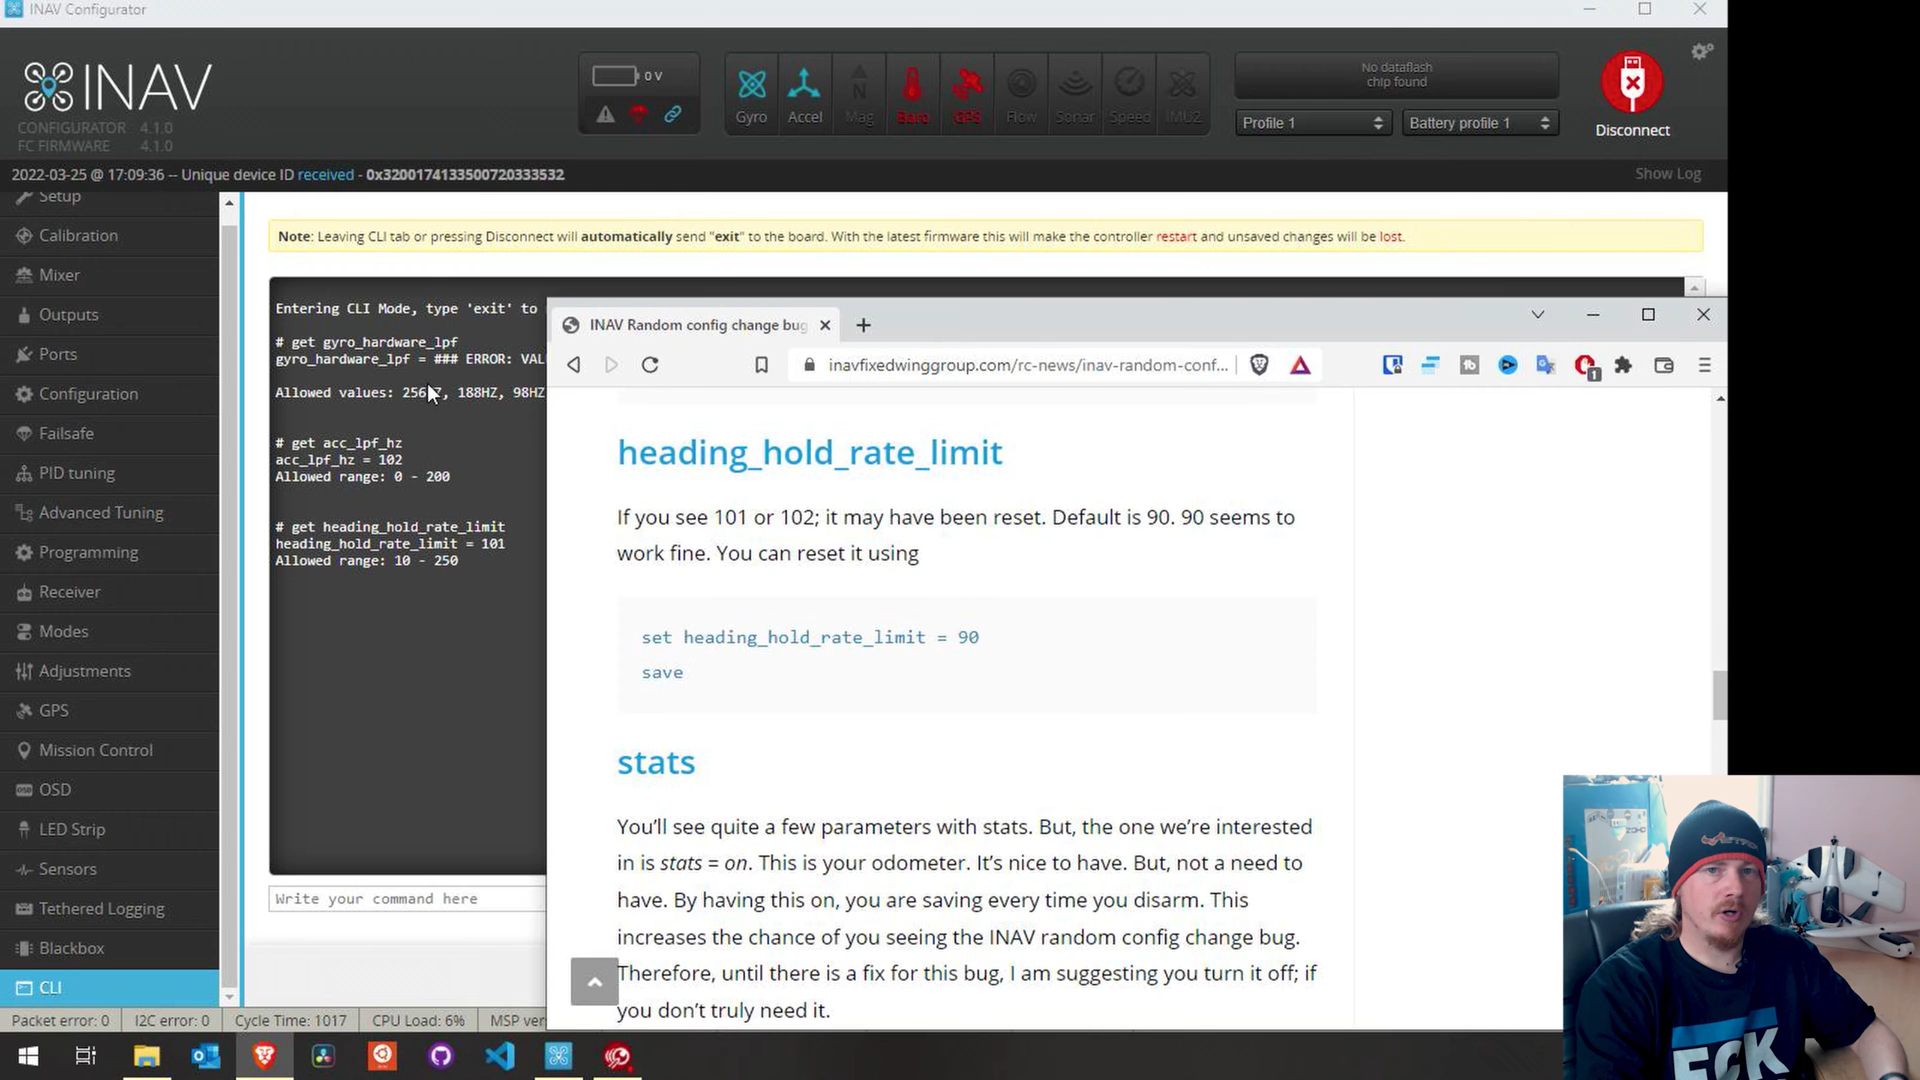 INAV Configurator
INAV
CONFIGURATOR 4.1.0
FC FIRMWARE 4.1.0
0 V
Gyro
Accel
Mag
Baro
GPS
Flow
Sonar
Speed
IMU2
No dataflash
chip found
Profile 1
Battery profile 1
Disconnect
2022-03-25 @ 17:09:36 -- Unique device ID received - 0x3200174133500720333532
Show Log
Setup
Calibration
Mixer
Outputs
Ports
Configuration
Failsafe
PID tuning
Advanced Tuning
Programming
Receiver
Modes
Adjustments
GPS
Mission Control
OSD
LED Strip
Sensors
Tethered Logging
Blackbox
CLI
Note: Leaving CLI tab or pressing Disconnect will automatically send "exit" to the board. With the latest firmware this will make the controller restart and unsaved changes will be lost.
Entering CLI Mode, type 'exit' to
# get gyro_hardware_lpf
gyro_hardware_lpf = ### ERROR: VAL
Allowed values: 256HZ, 188HZ, 98HZ
# get acc_lpf_hz
acc_lpf_hz = 102
Allowed range: 0 - 200
# get heading_hold_rate_limit
heading_hold_rate_limit = 101
Allowed range: 10 - 250
Write your command here
INAV Random config change bug
inavfixedwinggroup.com/rc-news/inav-random-conf...
1
heading_hold_rate_limit
If you see 101 or 102; it may have been reset. Default is 90. 90 seems to
work fine. You can reset it using
set heading_hold_rate_limit = 90
save
stats
You'll see quite a few parameters with stats. But, the one we're interested
in is stats = on. This is your odometer. It's nice to have. But, not a need to
have. By having this on, you are saving every time you disarm. This
increases the chance of you seeing the INAV random config change bug.
Therefore, until there is a fix for this bug, I am suggesting you turn it off; if
you don't truly need it.
Packet error: 0
I2C error: 0
Cycle Time: 1017
CPU Load: 6%
MSP ver